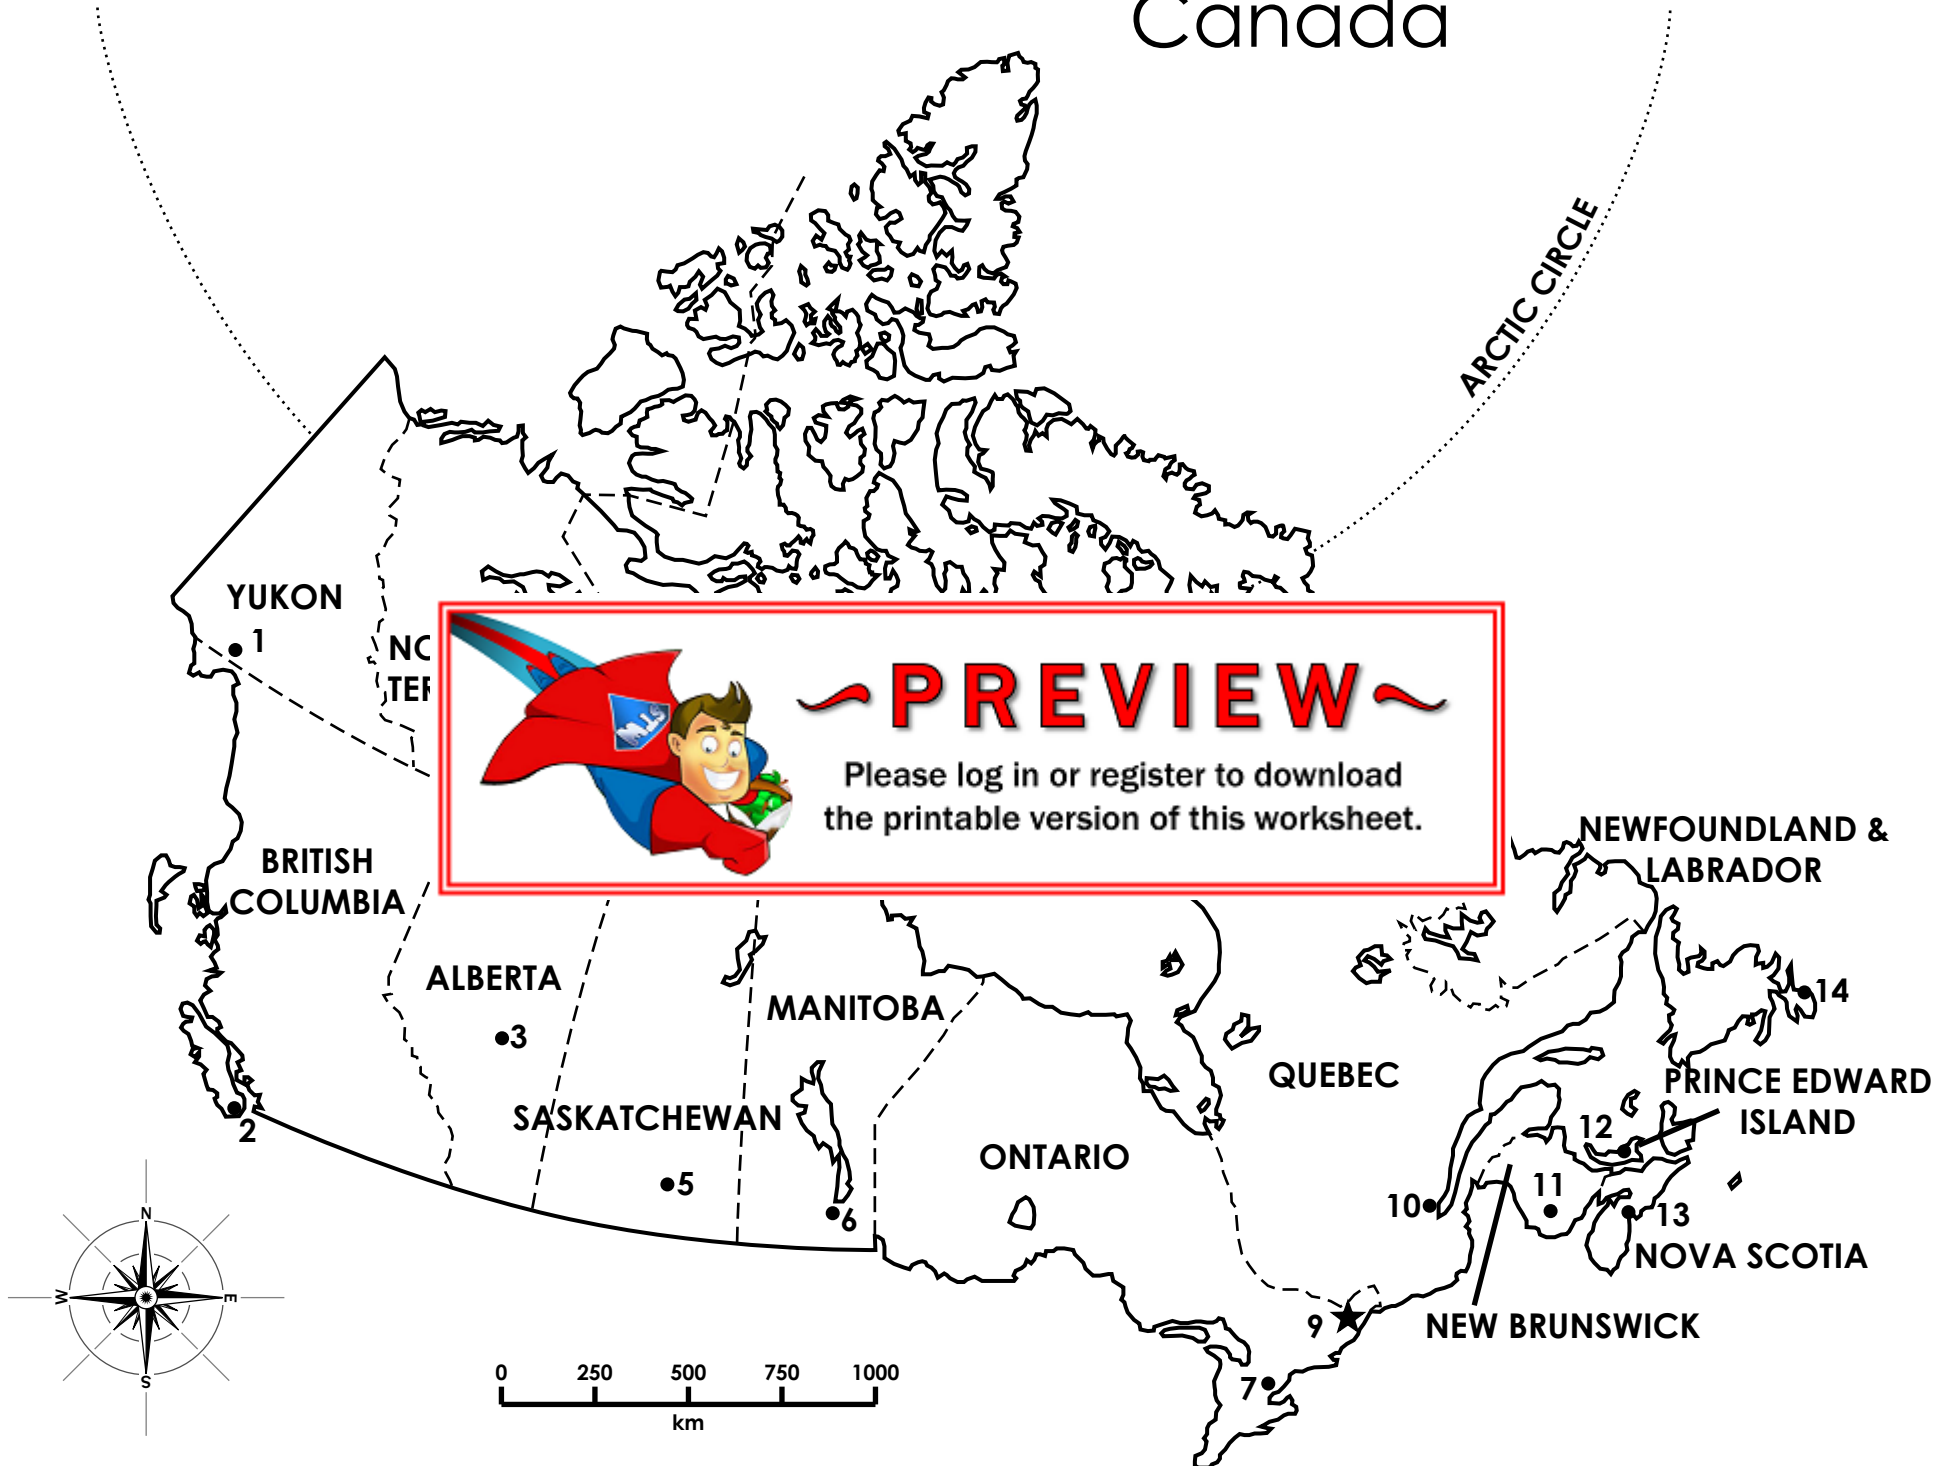 Canada
ARCTIC CIRCLE
YUKON
1
NO
TER
~PREVIEW~
Please log in or register to download
the printable version of this worksheet.
NEWFOUNDLAND &
LABRADOR
BRITISH
COLUMBIA
ALBERTA
3
MANITOBA
14
QUEBEC
PRINCE EDWARD
ISLAND
SASKATCHEWAN
2
12
ONTARIO
5
6
10
11
13
NOVA SCOTIA
N
W
E
S
9
NEW BRUNSWICK
7
0 250 500 750 1000
km